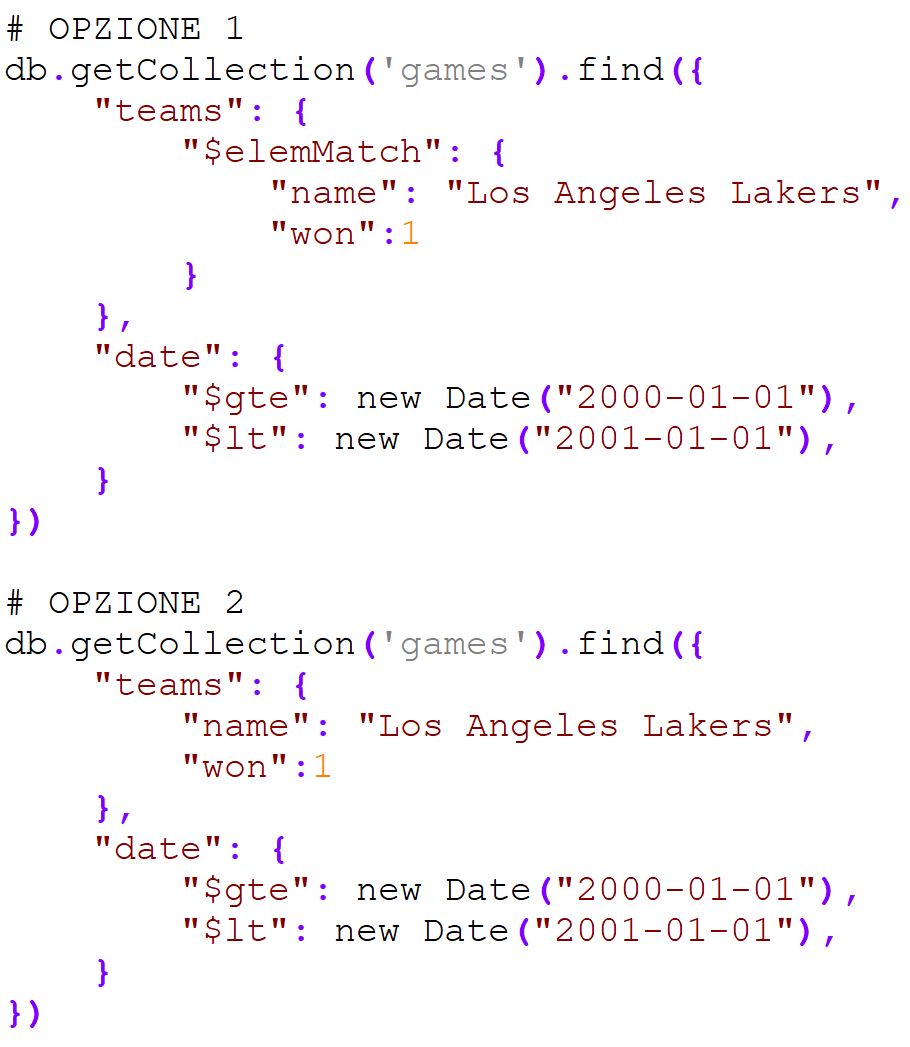 # OPZIONE 1
db.getCollection('games').find({
    "teams": {
        "$elemMatch": {
            "name": "Los Angeles Lakers",
            "won":1
        }
    },
    "date": {
        "$gte": new Date("2000-01-01"),
        "$lt": new Date("2001-01-01"),
    }
})

# OPZIONE 2
db.getCollection('games').find({
    "teams": {
        "name": "Los Angeles Lakers",
        "won":1
    },
    "date": {
        "$gte": new Date("2000-01-01"),
        "$lt": new Date("2001-01-01"),
    }
})